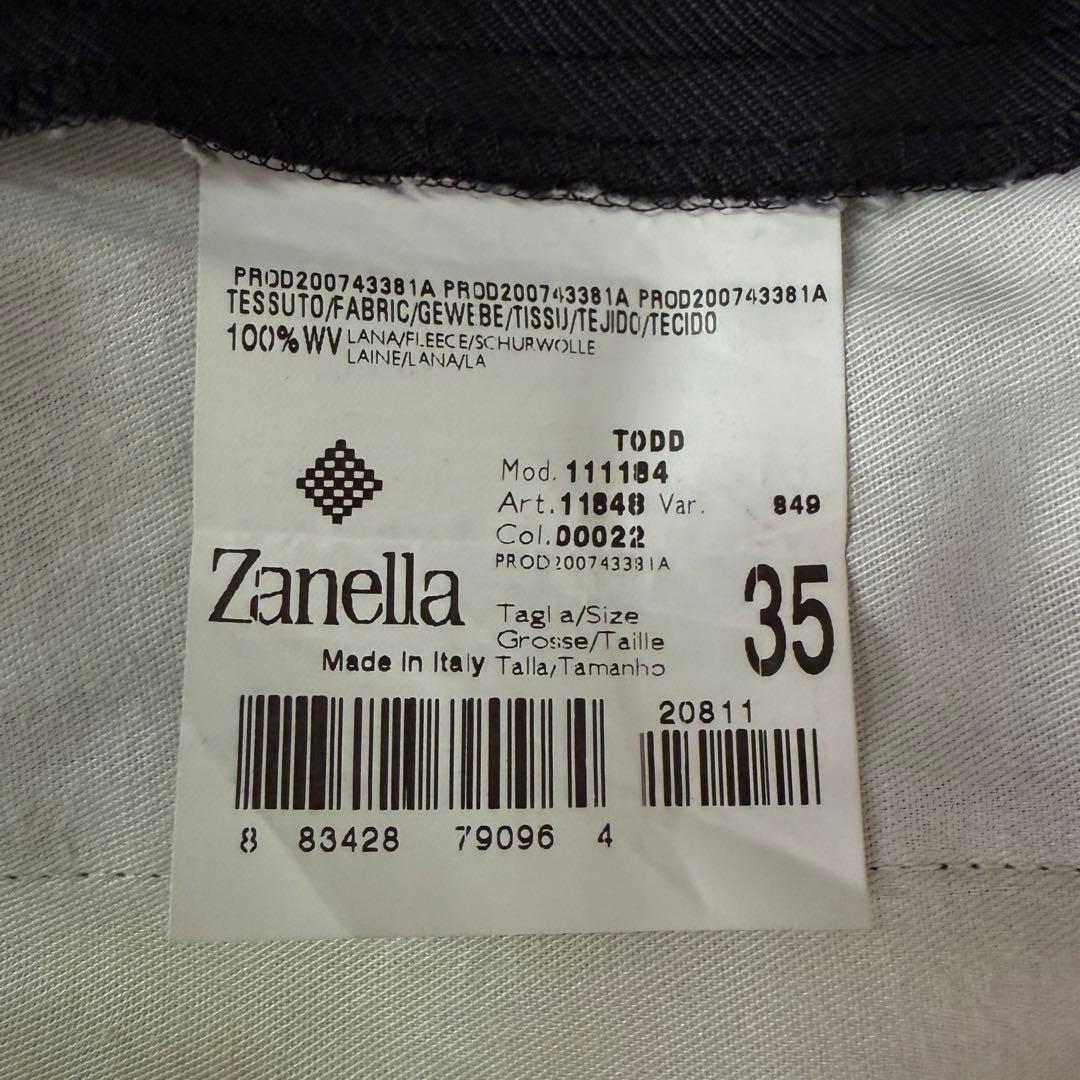 PROD200743381A PROD200743381A PROD200743381A
TESSUTO/FABRIC/GEWEBE/TISSU/TEJIDO/TECIDO
100% WV LANA/FLEECE/SCHURWOLLE
LAINE/LANA/LA
TODD
Mod. 111184
Art. 11848 Var. 849
Col. 00022
PROD200743381A
Zanella
Made in Italy
Taglia/Size
Grosse/Taille
Talla/Tamanho
35
20811
8 83428 79096 4